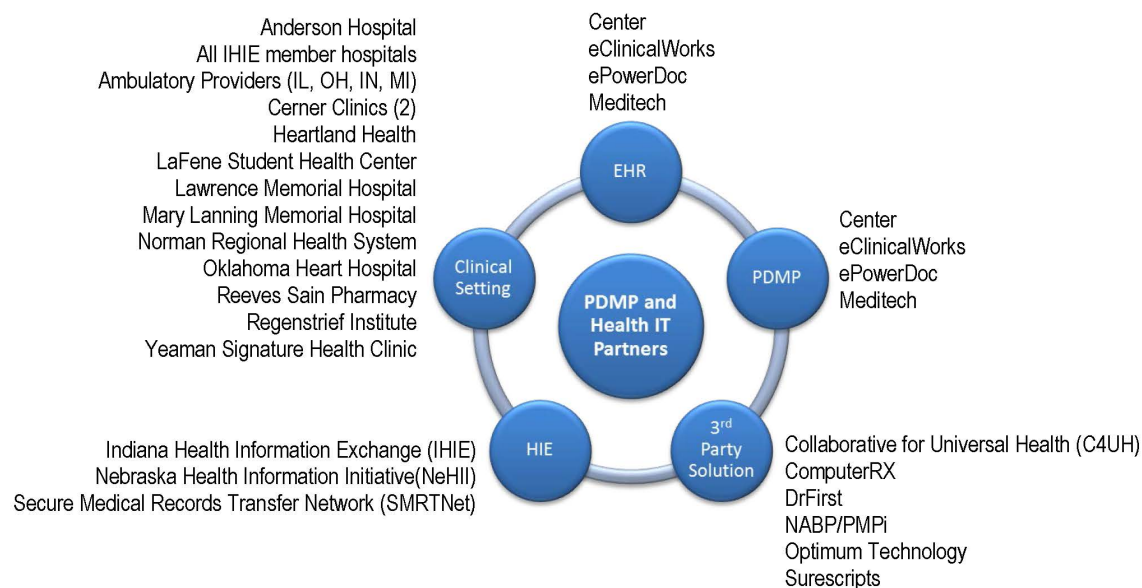 Anderson Hospital
All IHIE member hospitals
Ambulatory Providers (IL, OH, IN, MI)
Cerner Clinics (2)
Heartland Health
LaFene Student Health Center
Lawrence Memorial Hospital
Mary Lanning Memorial Hospital
Norman Regional Health System
Oklahoma Heart Hospital
Reeves Sain Pharmacy
Regenstrief Institute
Yeaman Signature Health Clinic
Clinical
Setting
Center
eClinicalWorks
ePowerDoc
Meditech
EHR
Center
eClinicalWorks
ePowerDoc
Meditech
PDMP
PDMP and
Health IT
Partners
Indiana Health Information Exchange (IHIE)
Nebraska Health Information Initiative(NeHII)
Secure Medical Records Transfer Network (SMRTNet)
HIE
3rd
Party
Solution
Collaborative for Universal Health (C4UH)
ComputerRX
DrFirst
NABP/PMPi
Optimum Technology
Surescripts